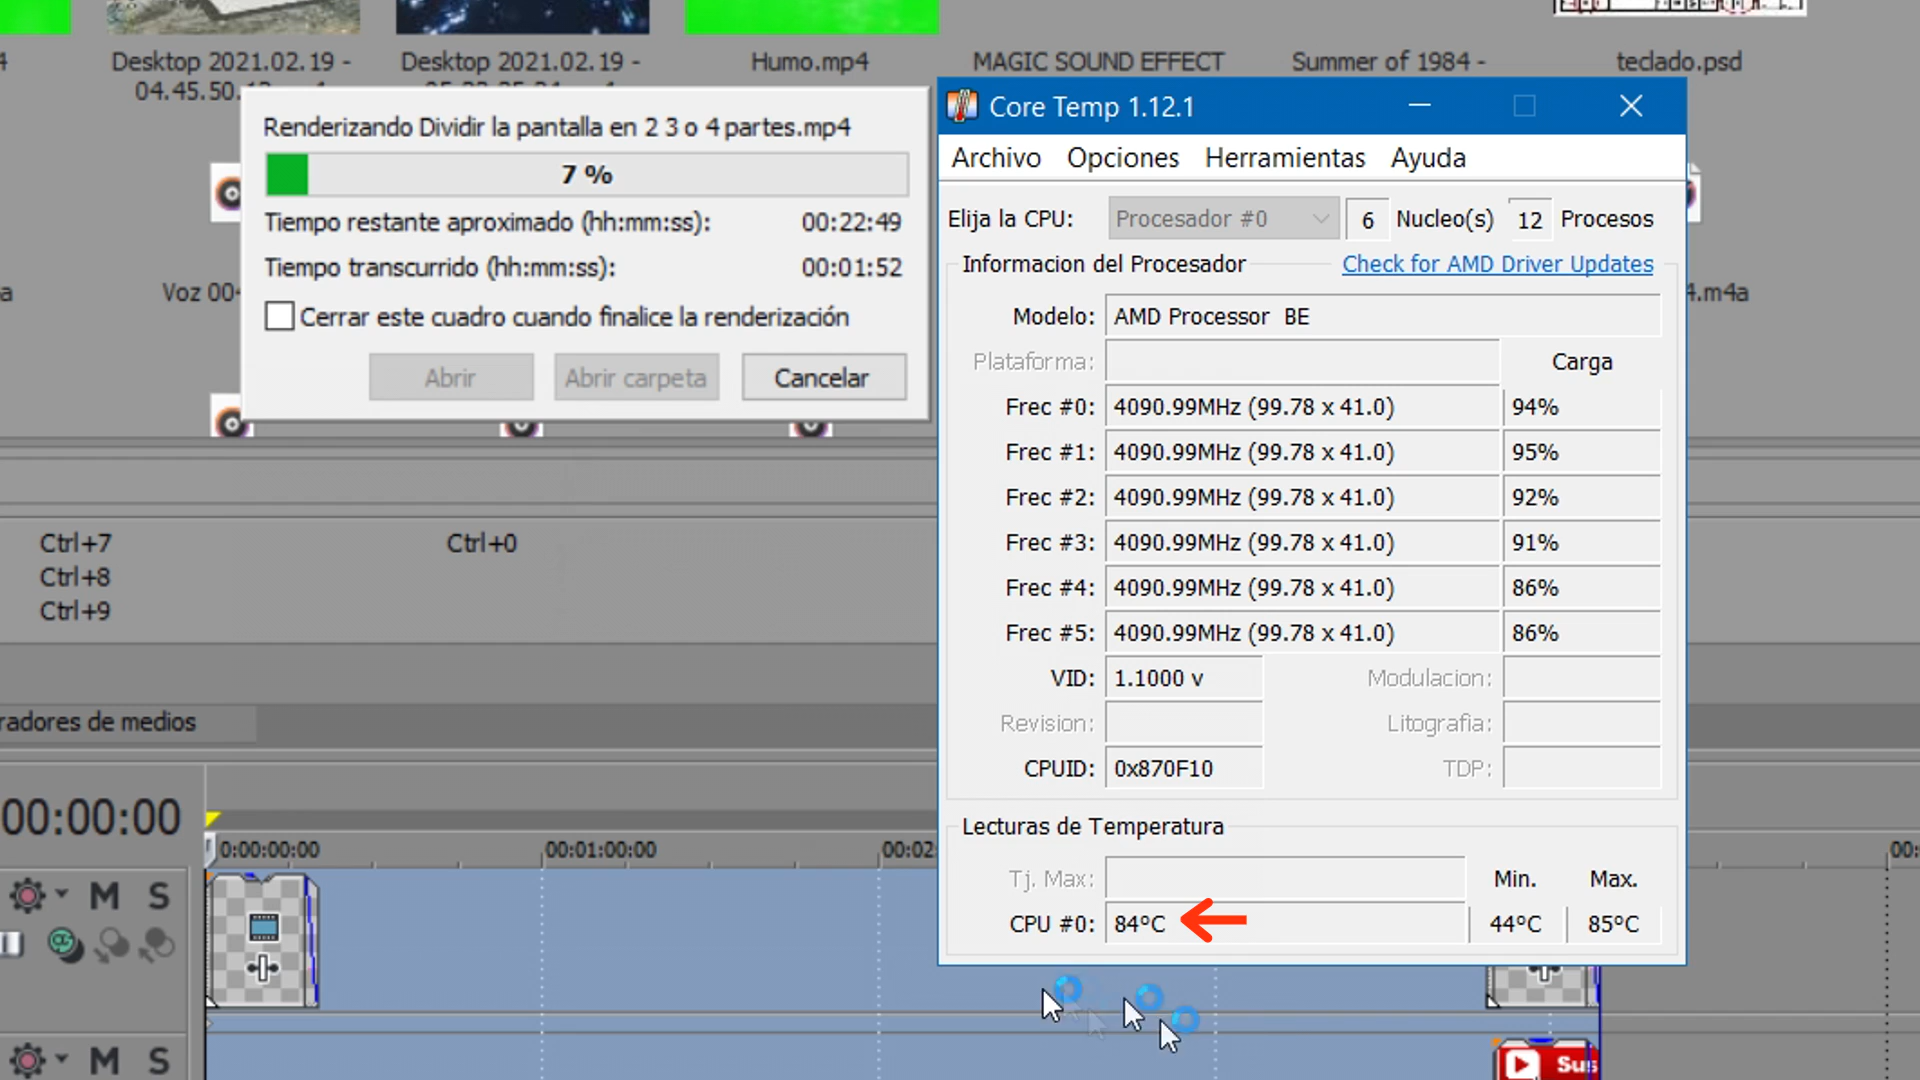 4
Desktop 2021.02.19 -
04.45.50.
Desktop 2021.02.19 -
Humo.mp4
MAGIC SOUND EFFECT
Summer of 1984 -
teclado.psd
Renderizando Dividir la pantalla en 2 3 o 4 partes.mp4
7 %
Tiempo restante aproximado (hh:mm:ss): 00:22:49
Tiempo transcurrido (hh:mm:ss): 00:01:52
Cerrar este cuadro cuando finalice la renderización
Abrir
Abrir carpeta
Cancelar
a
Voz 00
4.m4a
Core Temp 1.12.1
Archivo Opciones Herramientas Ayuda
Elija la CPU: Procesador #0 6 Nucleo(s) 12 Procesos
Informacion del Procesador Check for AMD Driver Updates
Modelo: AMD Processor BE
Plataforma: Carga
Frec #0: 4090.99MHz (99.78 x 41.0) 94%
Frec #1: 4090.99MHz (99.78 x 41.0) 95%
Frec #2: 4090.99MHz (99.78 x 41.0) 92%
Frec #3: 4090.99MHz (99.78 x 41.0) 91%
Frec #4: 4090.99MHz (99.78 x 41.0) 86%
Frec #5: 4090.99MHz (99.78 x 41.0) 86%
VID: 1.1000 v Modulacion:
Revision: Litografia:
CPUID: 0x870F10 TDP:
Lecturas de Temperatura
Tj. Max: Min. Max.
CPU #0: 84ºC 44ºC 85ºC
Ctrl+7 Ctrl+0
Ctrl+8
Ctrl+9
radores de medios
00:00:00
0:00:00:00 00:01:00:00 00:02: 00:
M S
M S
Sus